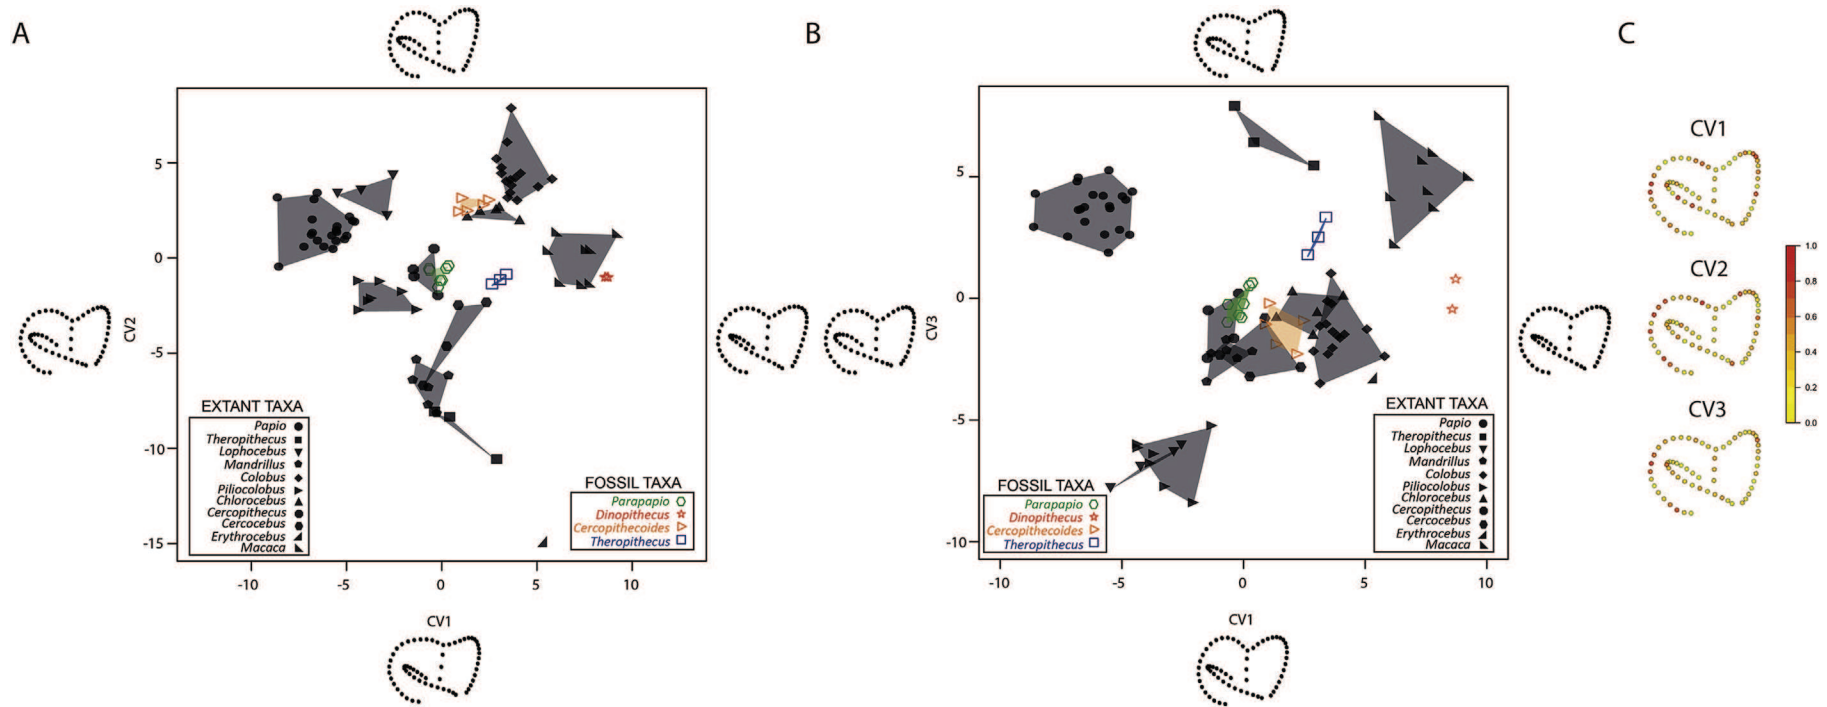 A
B
C
5
0
-5
-10
-15
CV2
-10
-5
0
5
10
CV1
EXTANT TAXA
Papio
Theropithecus
Lophocebus
Mandrillus
Colobus
Piliocolobus
Chlorocebus
Cercopithecus
Cercocebus
Erythrocebus
Macaca
FOSSIL TAXA
Parapapio
Dinopithecus
Cercopithecoides
Theropithecus
5
0
-5
-10
CV3
-10
-5
0
5
10
CV1
FOSSIL TAXA
Parapapio
Dinopithecus
Cercopithecoides
Theropithecus
EXTANT TAXA
Papio
Theropithecus
Lophocebus
Mandrillus
Colobus
Piliocolobus
Chlorocebus
Cercopithecus
Cercocebus
Erythrocebus
Macaca
CV1
CV2
CV3
1.0
0.8
0.6
0.4
0.2
0.0